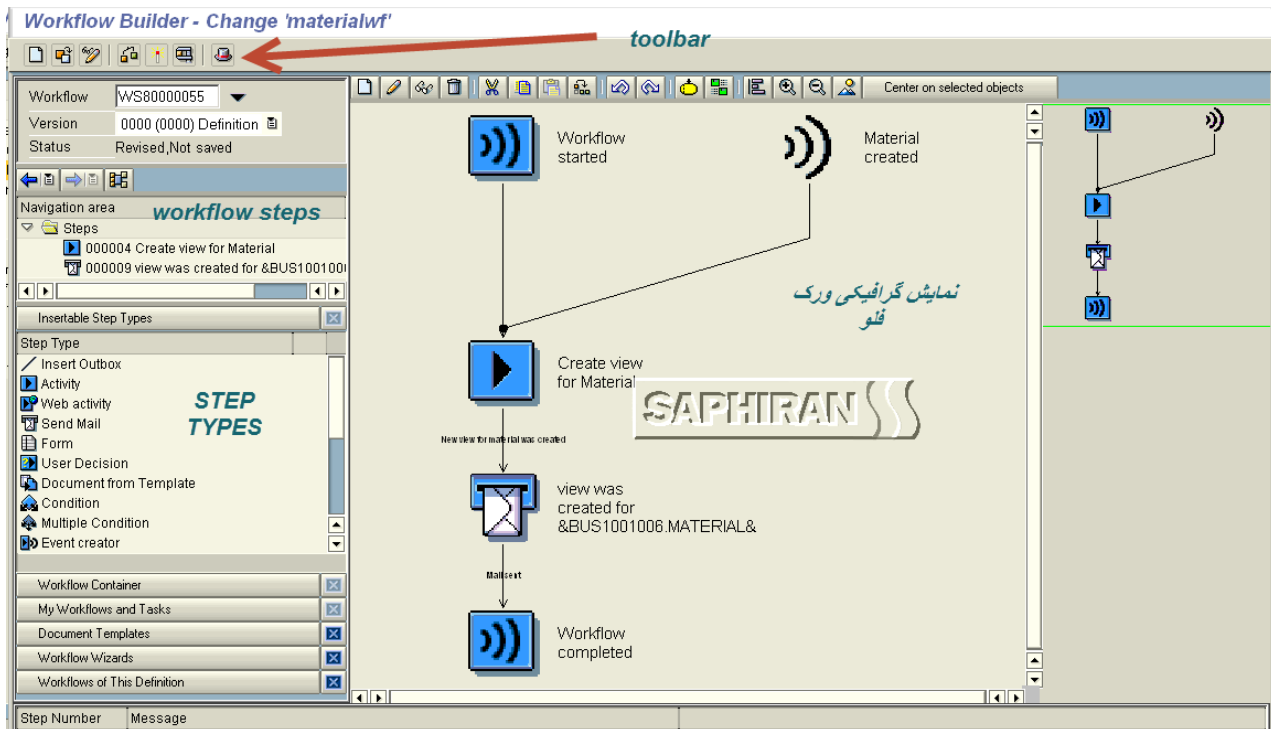 Workflow Builder - Change 'materialwf'
toolbar
Workflow WS80000055
Version 0000 (0000) Definition
Status Revised,Not saved
Navigation area
workflow steps
Steps
000004 Create view for Material
000009 view was created for &BUS100100
Insertable Step Types
Step Type
Insert Outbox
Activity
Web activity
Send Mail
Form
User Decision
Document from Template
Condition
Multiple Condition
Event creator
STEP
TYPES
Workflow Container
My Workflows and Tasks
Document Templates
Workflow Wizards
Workflows of This Definition
Center on selected objects
Workflow
started
Material
created
نمایش گرافیکی ورک
فلو
Create view
for Material
SAPHIRAN
New view for material was created
view was
created for
&BUS1001006.MATERIAL&
Mail sent
Workflow
completed
Step Number Message